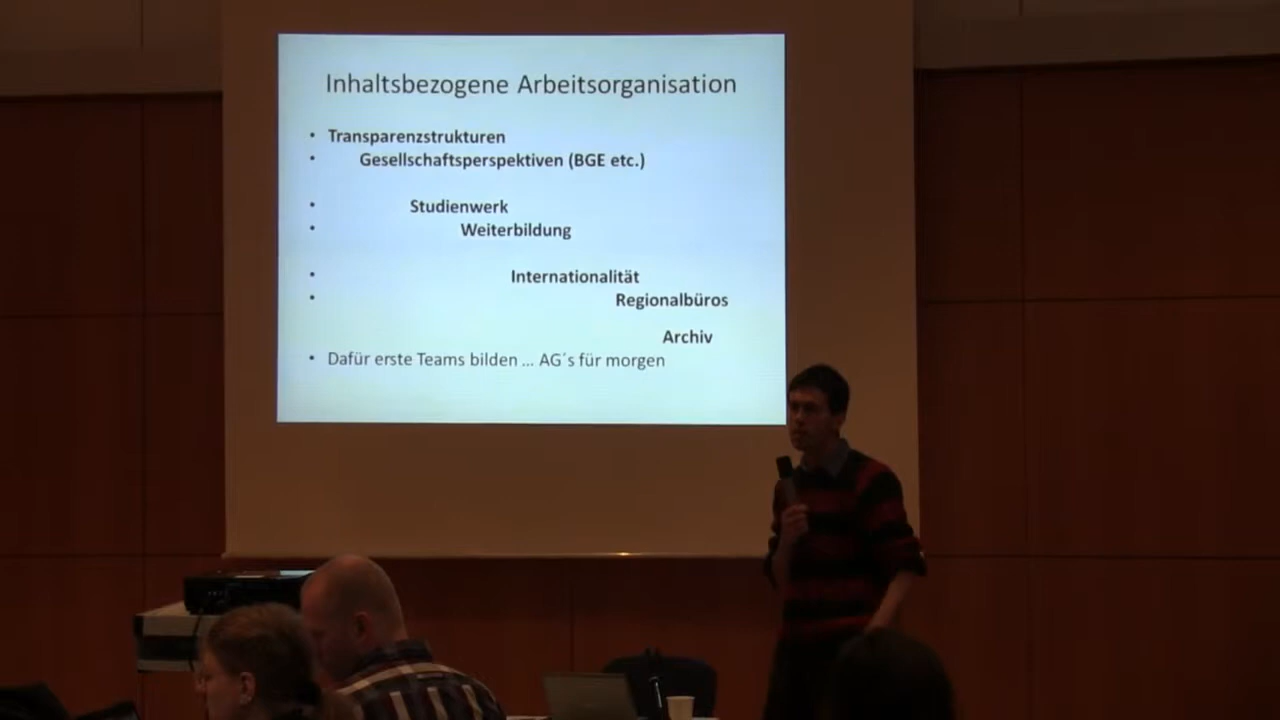 Inhaltsbezogene Arbeitsorganisation
• Transparenzstrukturen
• Gesellschaftsperspektiven (BGE etc.)
• Studienwerk
• Weiterbildung
• Internationalität
• Regionalbüros
Archiv
• Dafür erste Teams bilden ... AG´s für morgen